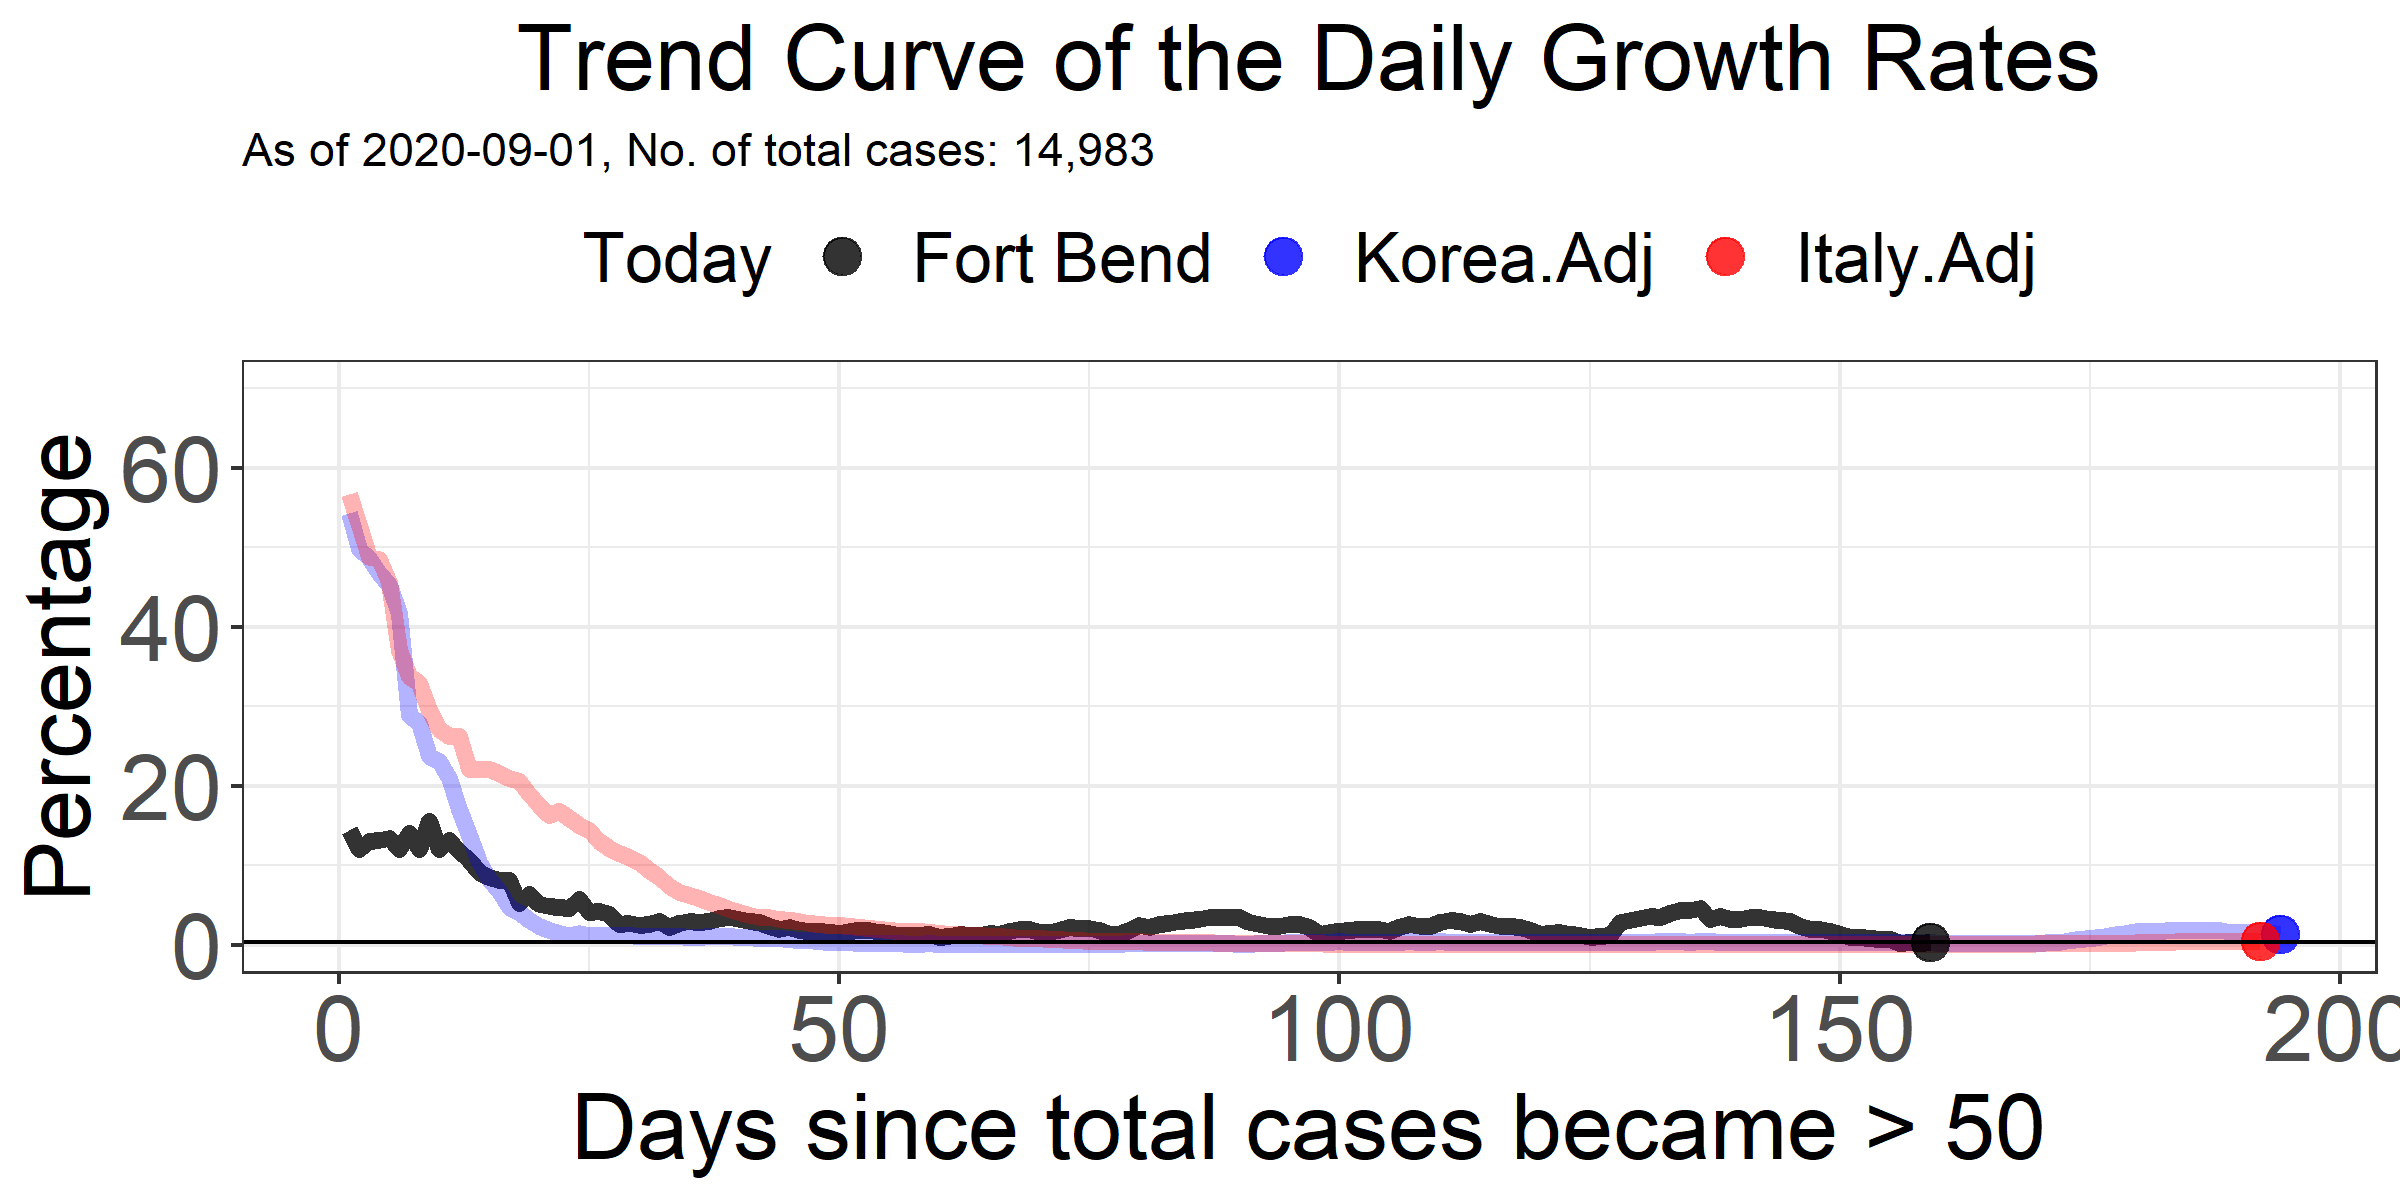 Trend Curve of the Daily Growth Rates
As of 2020-09-01, No. of total cases: 14,983
Today Fort Bend Korea.Adj Italy.Adj
Percentage
60
40
20
0
0 50 100 150 200
Days since total cases became > 50